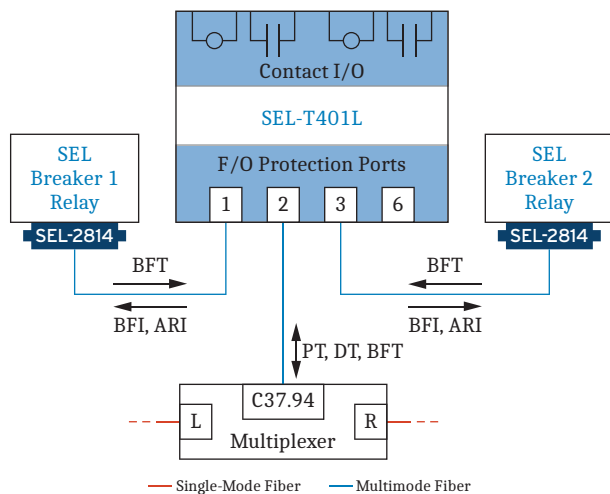 Contact I/O
SEL-T401L
F/O Protection Ports
1 2 3 6
SEL
Breaker 1
Relay
SEL-2814
SEL
Breaker 2
Relay
SEL-2814
BFT
BFI, ARI
BFT
BFI, ARI
PT, DT, BFT
C37.94
L
R
Multiplexer
Single-Mode Fiber
Multimode Fiber